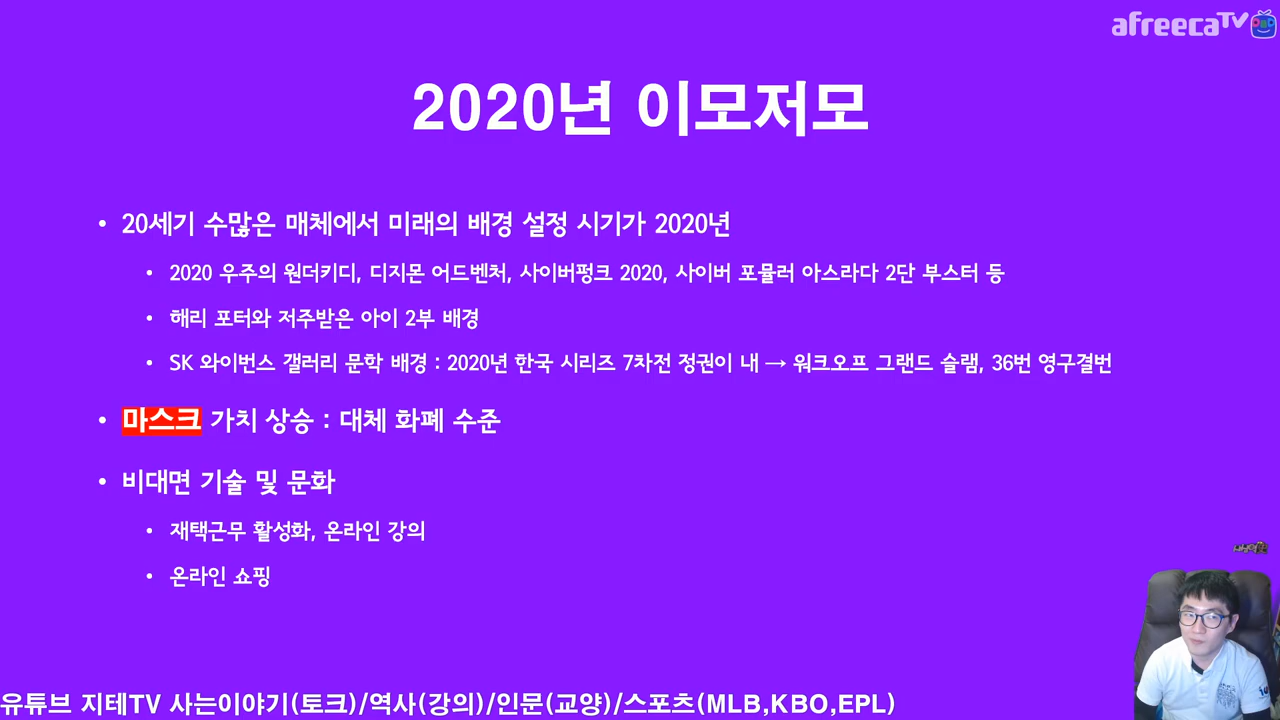 afreecaTV
2020년 이모저모
• 20세기 수많은 매체에서 미래의 배경 설정 시기가 2020년
• 2020 우주의 원더키디, 디지몬 어드벤처, 사이버펑크 2020, 사이버 포뮬러 아스라다 2단 부스터 등
• 해리 포터와 저주받은 아이 2부 배경
• SK 와이번스 갤러리 문학 배경 : 2020년 한국 시리즈 7차전 정권이 내 → 워크오프 그랜드 슬램, 36번 영구결번
• 마스크 가치 상승 : 대체 화폐 수준
• 비대면 기술 및 문화
• 재택근무 활성화, 온라인 강의
• 온라인 쇼핑
유튜브 지테TV 사는이야기(토크)/역사(강의)/인문(교양)/스포츠(MLB,KBO,EPL)